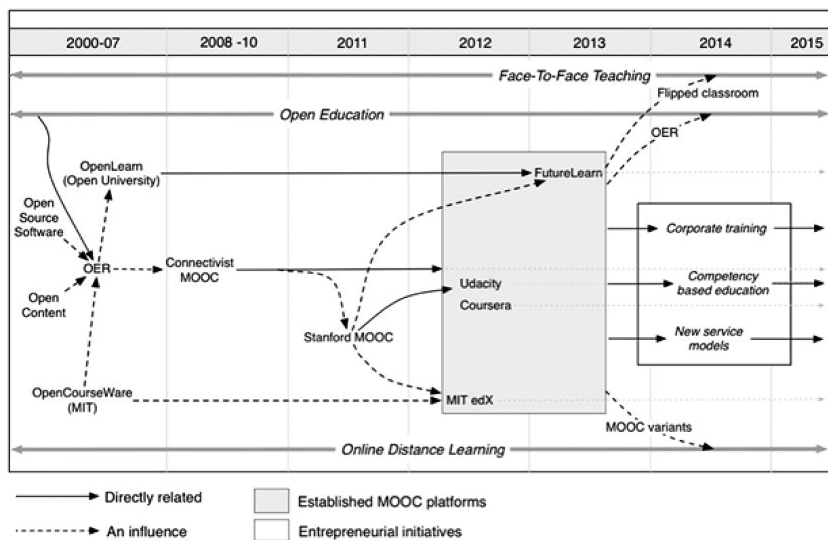 2000-07
2008 -10
2011
2012
2013
2014
2015
Face-To-Face Teaching
Flipped classroom
Open Education
OER
OpenLearn
(Open University)
FutureLearn
Open
Source
Software
Corporate training
OER
Connectivist
MOOC
Udacity
Competency
based education
Open
Content
Coursera
Stanford MOOC
New service
models
OpenCourseWare
(MIT)
MIT edX
MOOC variants
Online Distance Learning
Directly related
Established MOOC platforms
An influence
Entrepreneurial initiatives